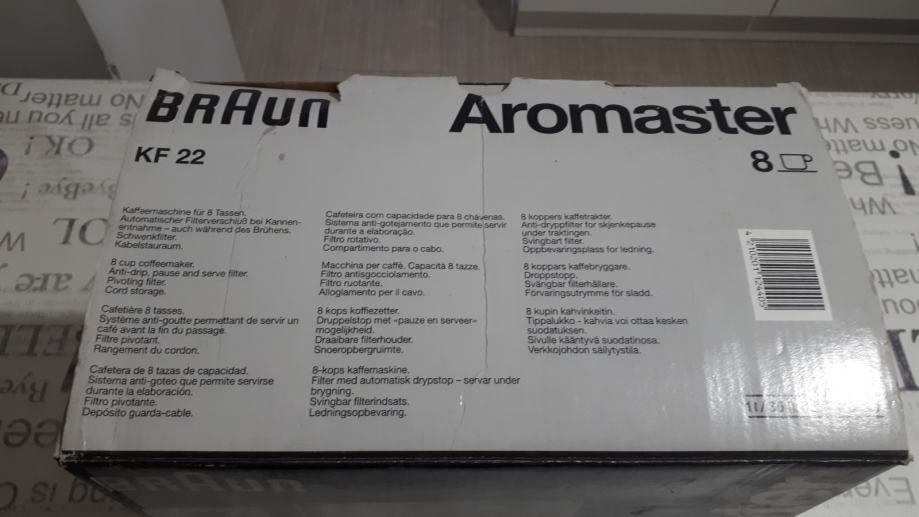 BRAUN Aromaster
KF 22
8
Kaffeemaschine für 8 Tassen.
Automatischer Filterverschluß bei Kannen-
entnahme – auch während des Brühens.
Schwenkfilter.
Kabelstauraum.
8 cup coffeemaker.
Anti-drip, pause and serve filter.
Pivoting filter.
Cord storage.
Cafetière 8 tasses.
Système anti-goutte permettant de servir un
café avant la fin du passage.
Filtre pivotant.
Rangement du cordon.
Cafetera de 8 tazas de capacidad.
Sistema anti-goteo que permite servirse
durante la elaboración.
Filtro pivotante.
Depósito guarda-cable.
Cafeteira com capacidade para 8 chávenas.
Sistema anti-gotejamento que permite servir
durante a elaboração.
Filtro rotativo.
Compartimento para o cabo.
Macchina per caffè. Capacità 8 tazze.
Filtro antisgocciolamento.
Filtro ruotante.
Alloglamento per il cavo.
8 kops koffiezetter.
Druppelstop met «pauze en serveer»
mogelijkheid.
Draaibare filterhouder.
Snoeropbergruimte.
8-kops kaffemaskine.
Filter med automatisk drypstop – servar under
brygning.
Svingbar filterindsats.
Ledningsopbevaring.
8 koppers kaffetrakter.
Anti-dryppfilter for skjenkepause
under traktingen.
Svingbart filter.
Oppbevaringsplass for ledning.
8 koppars kaffebryggare.
Droppstopp.
Svängbar filterhållare.
Förvaringsutrymme för sladd.
8 kupin kahvinkeitin.
Tippalukko - kahvia voi ottaa kesken
suodatuksen.
Sivulle kääntyvä suodatinosa.
Verkkojohdon säilytystila.
4 210201 124405
BRAUN